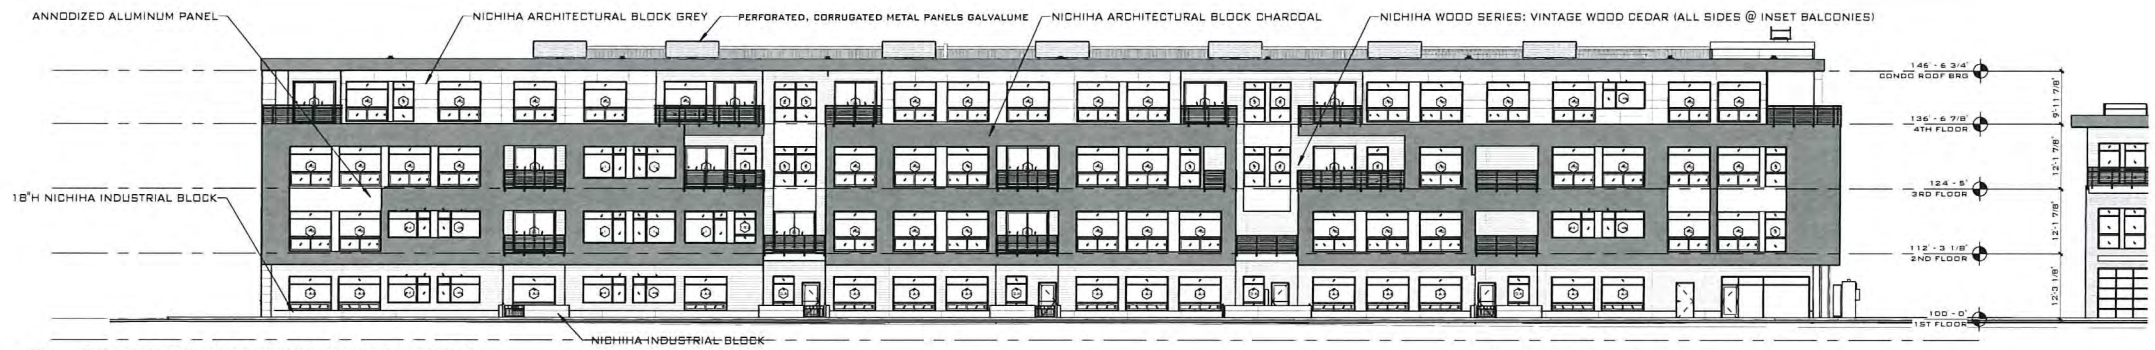 ANNODIZED ALUMINUM PANEL
NICHIHA ARCHITECTURAL BLOCK GREY
PERFORATED, CORRUGATED METAL PANELS GALVALUME
NICHIHA ARCHITECTURAL BLOCK CHARCOAL
NICHIHA WOOD SERIES: VINTAGE WOOD CEDAR (ALL SIDES @ INSET BALCONIES)
146' - 6 3/4"
CONDO ROOF BRG
9'-11 7/8"
136' - 6 7/8"
4TH FLOOR
12'-1 7/8"
18"H NICHIHA INDUSTRIAL BLOCK
124' - 5"
3RD FLOOR
12'-1 7/8"
112' - 3 1/8"
2ND FLOOR
12'-3 1/8"
100' - 0"
1ST FLOOR
NICHIHA INDUSTRIAL BLOCK